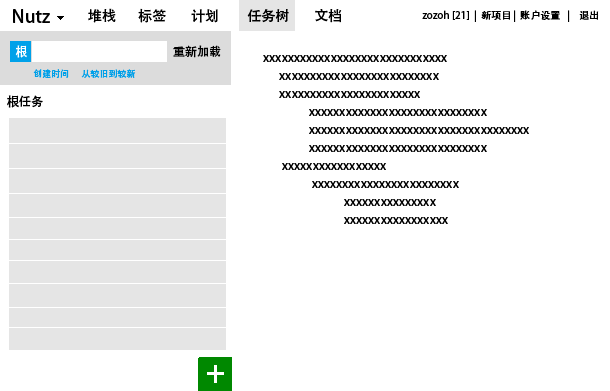 Nutz 堆栈 标签 计划 任务树 文档 zozoh [21] | 新项目 | 账户设置 | 退出
根 重新加载
创建时间 从较旧到较新
根任务
xxxxxxxxxxxxxxxxxxxxxxxxxxxxxx
xxxxxxxxxxxxxxxxxxxxxxxxxx
xxxxxxxxxxxxxxxxxxxxxxx
xxxxxxxxxxxxxxxxxxxxxxxxxxxxx
xxxxxxxxxxxxxxxxxxxxxxxxxxxxxxxxxxxx
xxxxxxxxxxxxxxxxxxxxxxxxxxxxx
xxxxxxxxxxxxxxxxx
xxxxxxxxxxxxxxxxxxxxxxxx
xxxxxxxxxxxxxxx
xxxxxxxxxxxxxxxxx